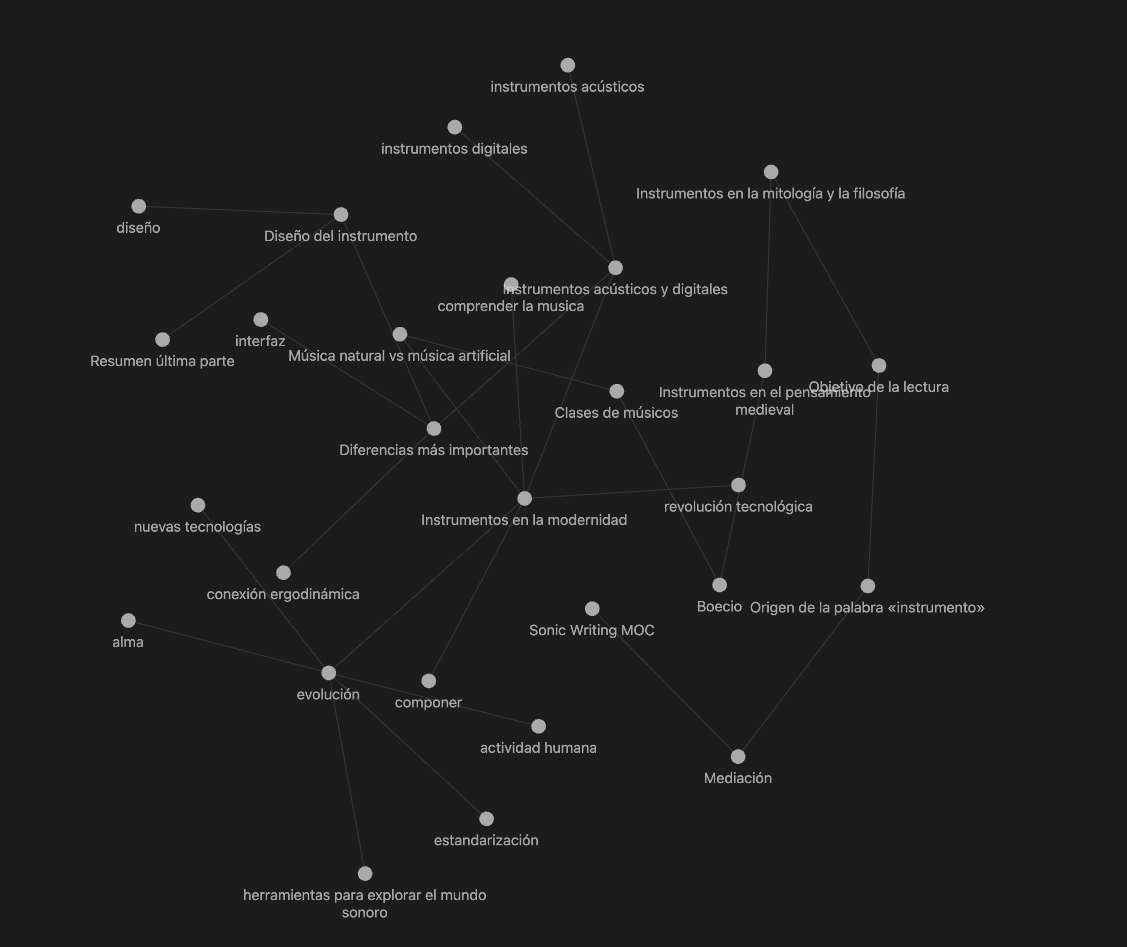 instrumentos acústicos
instrumentos digitales
Instrumentos en la mitología y la filosofía
diseño
Diseño del instrumento
Instrumentos acústicos y digitales
comprender la musica
interfaz
Música natural vs música artificial
Resumen última parte
Objetivo de la lectura
Instrumentos en el pensamiento
medieval
Clases de músicos
Diferencias más importantes
revolución tecnológica
Instrumentos en la modernidad
nuevas tecnologías
conexión ergodinámica
Boecio
Origen de la palabra «instrumento»
Sonic Writing MOC
alma
evolución
componer
actividad humana
Mediación
estandarización
herramientas para explorar el mundo
sonoro